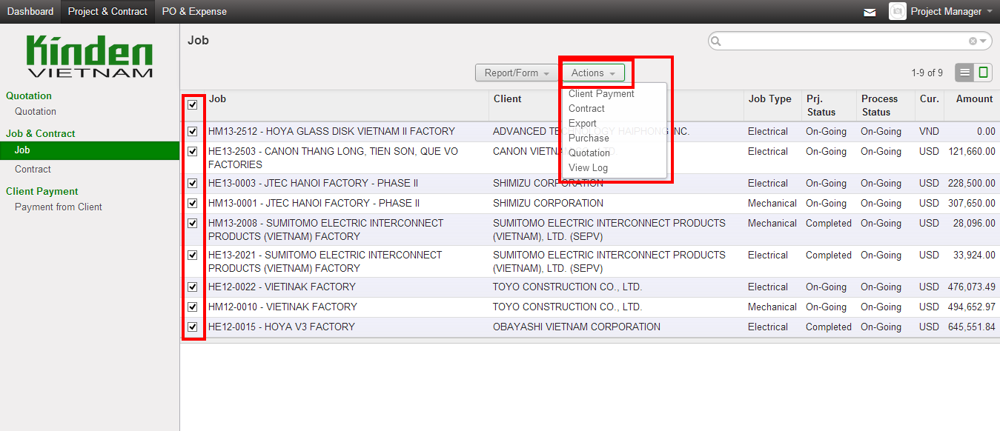 Dashboard Project & Contract PO & Expense Project Manager
Kinden
VIETNAM
Quotation
Quotation
Job & Contract
Job
Contract
Client Payment
Payment from Client
Job
Report/Form Actions 1-9 of 9
Client Payment
Contract
Export
Purchase
Quotation
View Log
Job Client Job Type Prj. Status Process Status Cur. Amount
HM13-2512 - HOYA GLASS DISK VIETNAM II FACTORY ADVANCED TECHNOLOGY HAIPHONG INC. Electrical On-Going On-Going VND 0.00
HE13-2503 - CANON THANG LONG, TIEN SON, QUE VO CANON VIETNAM Electrical On-Going On-Going USD 121,660.00
FACTORIES
HE13-0003 - JTEC HANOI FACTORY - PHASE II SHIMIZU CORPORATION Electrical On-Going On-Going USD 228,500.00
HM13-0001 - JTEC HANOI FACTORY - PHASE II SHIMIZU CORPORATION Mechanical On-Going On-Going USD 307,650.00
HM13-2008 - SUMITOMO ELECTRIC INTERCONNECT SUMITOMO ELECTRIC INTERCONNECT PRODUCTS Mechanical Completed On-Going USD 28,096.00
PRODUCTS (VIETNAM) FACTORY (VIETNAM), LTD. (SEPV)
HE13-2021 - SUMITOMO ELECTRIC INTERCONNECT SUMITOMO ELECTRIC INTERCONNECT PRODUCTS Electrical Completed On-Going USD 33,924.00
PRODUCTS (VIETNAM) FACTORY (VIETNAM), LTD. (SEPV)
HE12-0022 - VIETINAK FACTORY TOYO CONSTRUCTION CO., LTD. Electrical On-Going On-Going USD 476,073.49
HM12-0010 - VIETINAK FACTORY TOYO CONSTRUCTION CO., LTD. Mechanical On-Going On-Going USD 494,652.97
HE12-0015 - HOYA V3 FACTORY OBAYASHI VIETNAM CORPORATION Electrical Completed On-Going USD 645,551.84